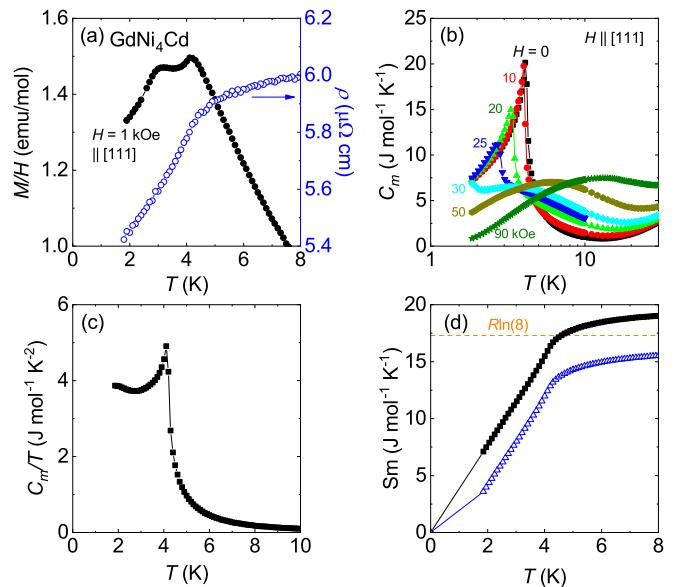 (a) GdNi4Cd
H = 1 kOe
|| [111]
M/H (emu/mol)
1.6
1.4
1.2
1.0
0 2 4 6 8
T (K)
6.2
6.0
5.8
5.6
5.4
ρ (μΩ cm)
(b) H = 0 H || [111]
10
20
25
30
50
90 kOe
Cm (J mol-1 K-1)
25
20
15
10
5
0
1 10
T (K)
(c)
Cm/T (J mol-1 K-2)
6
4
2
0
0 2 4 6 8 10
T (K)
(d) Rln(8)
Sm (J mol-1 K-1)
20
15
10
5
0
0 2 4 6 8
T (K)